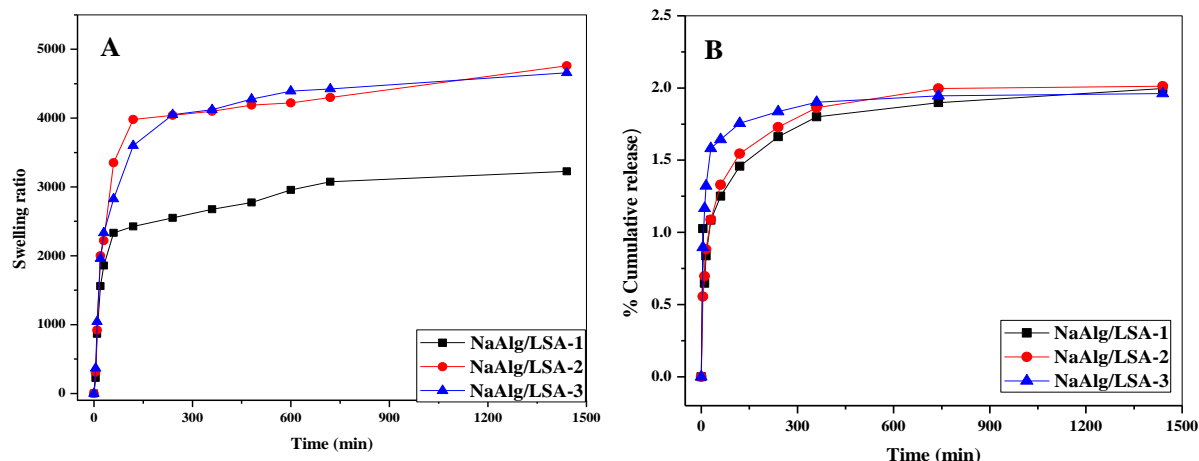 A
5000
4000
3000
2000
1000
0
Swelling ratio
NaAlg/LSA-1
NaAlg/LSA-2
NaAlg/LSA-3
0
300
600
900
1200
1500
Time (min)
B
2.5
2.0
1.5
1.0
0.5
0.0
% Cumulative release
NaAlg/LSA-1
NaAlg/LSA-2
NaAlg/LSA-3
0
300
600
900
1200
1500
Time (min)